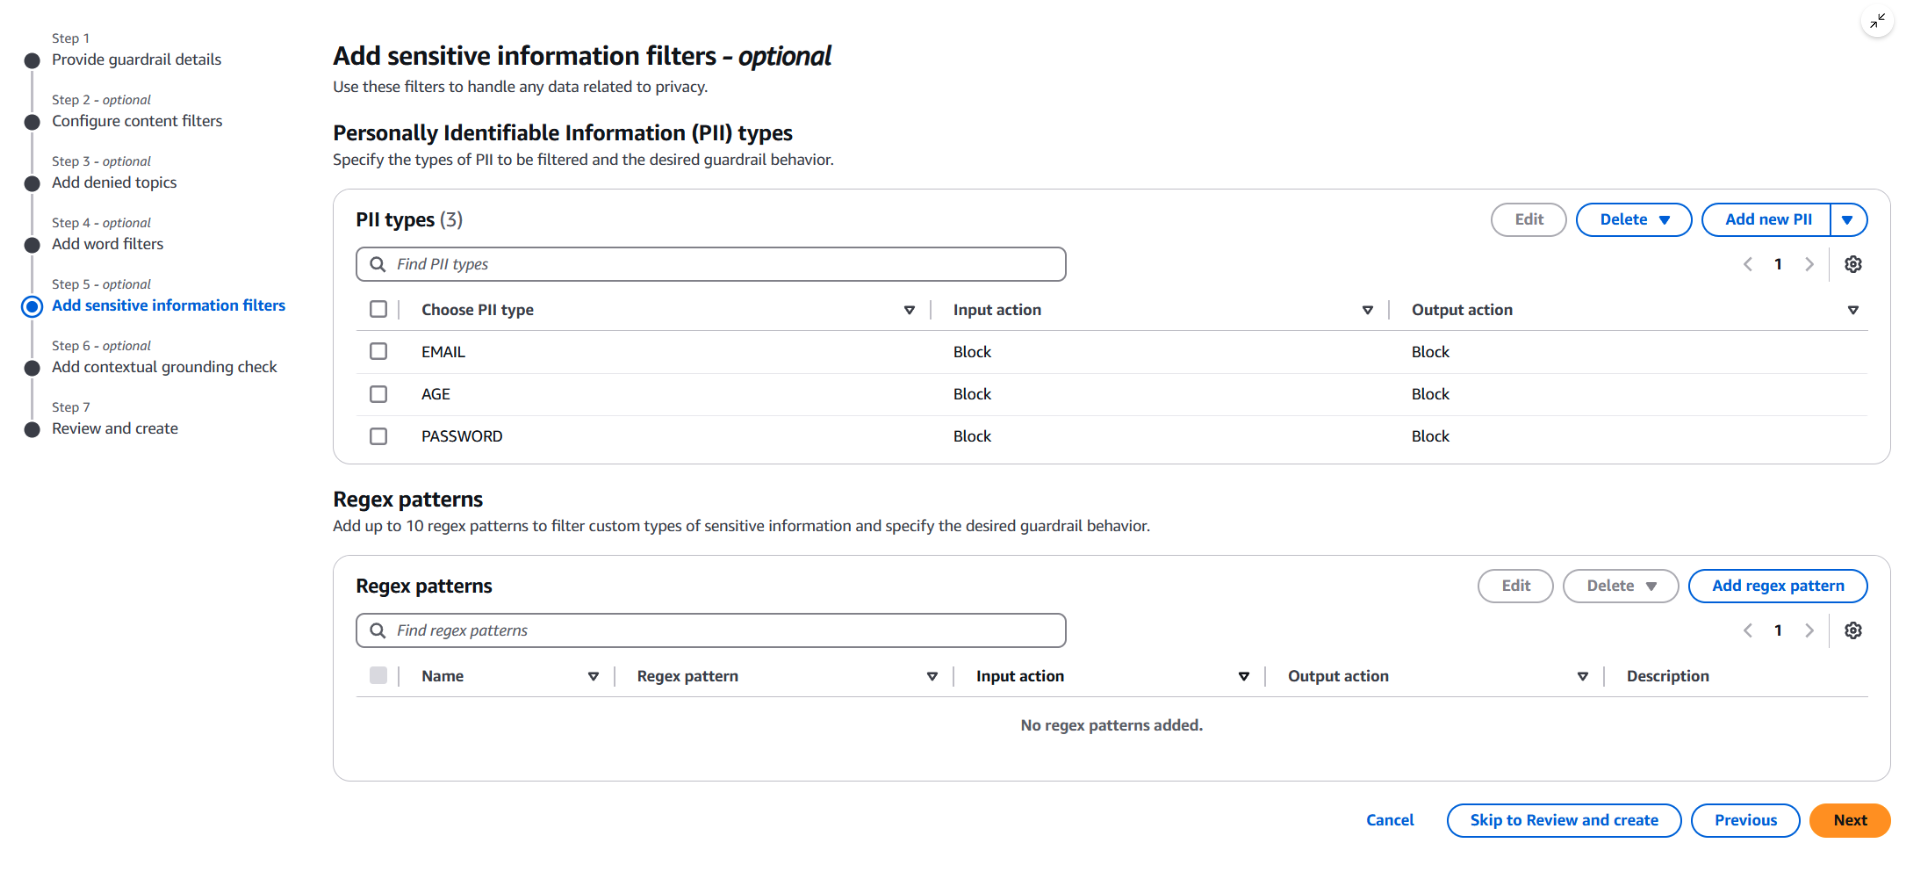 Step 1
Provide guardrail details
Step 2 - optional
Configure content filters
Step 3 - optional
Add denied topics
Step 4 - optional
Add word filters
Step 5 - optional
Add sensitive information filters
Step 6 - optional
Add contextual grounding check
Step 7
Review and create
Add sensitive information filters - optional
Use these filters to handle any data related to privacy.
Personally Identifiable Information (PII) types
Specify the types of PII to be filtered and the desired guardrail behavior.
PII types (3)
Edit
Delete
Add new PII
Find PII types
1
Choose PII type
Input action
Output action
EMAIL
Block
Block
AGE
Block
Block
PASSWORD
Block
Block
Regex patterns
Add up to 10 regex patterns to filter custom types of sensitive information and specify the desired guardrail behavior.
Regex patterns
Edit
Delete
Add regex pattern
Find regex patterns
1
Name
Regex pattern
Input action
Output action
Description
No regex patterns added.
Cancel
Skip to Review and create
Previous
Next